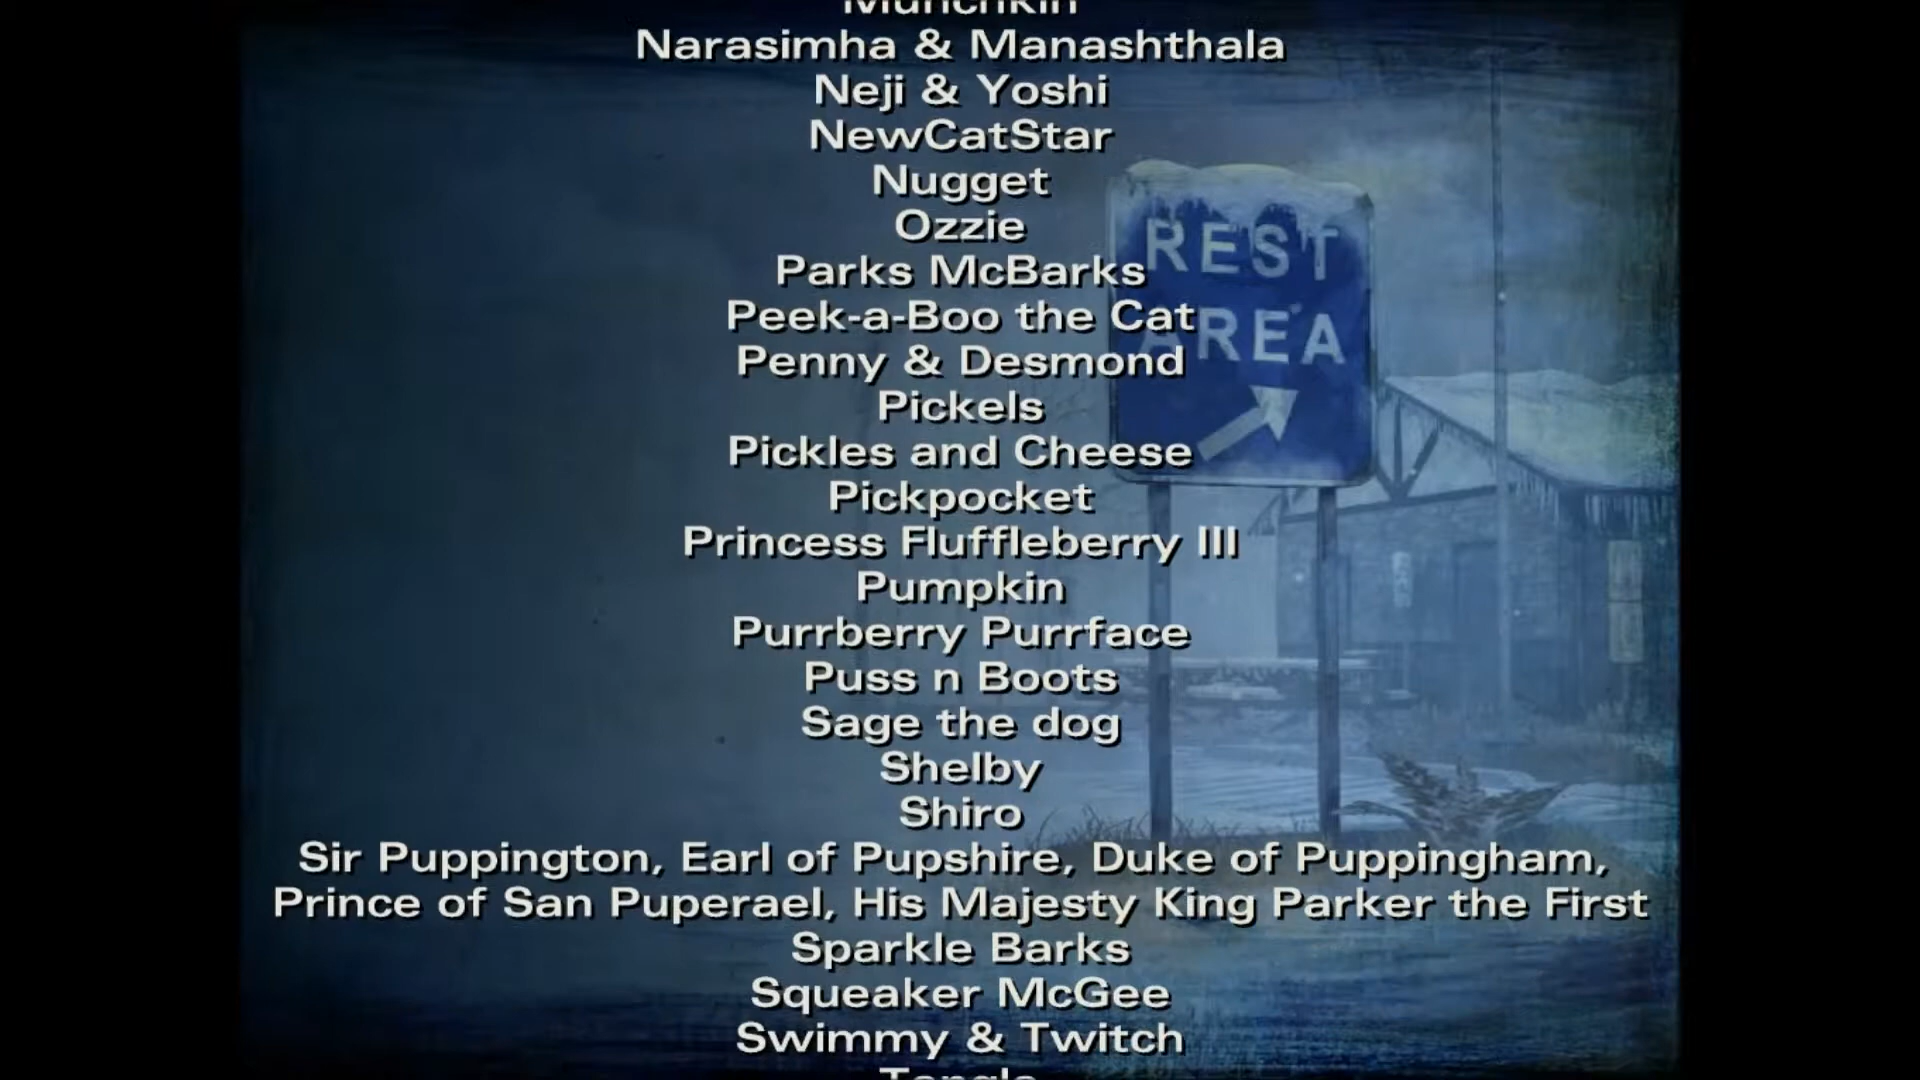 Munchkin
Narasimha & Manashthala
Neji & Yoshi
NewCatStar
Nugget
Ozzie
Parks McBarks
Peek-a-Boo the Cat
Penny & Desmond
Pickels
Pickles and Cheese
Pickpocket
Princess Fluffleberry III
Pumpkin
Purrberry Purrface
Puss n Boots
Sage the dog
Shelby
Shiro
Sir Puppington, Earl of Pupshire, Duke of Puppingham,
Prince of San Puperael, His Majesty King Parker the First
Sparkle Barks
Squeaker McGee
Swimmy & Twitch
REST
AREA